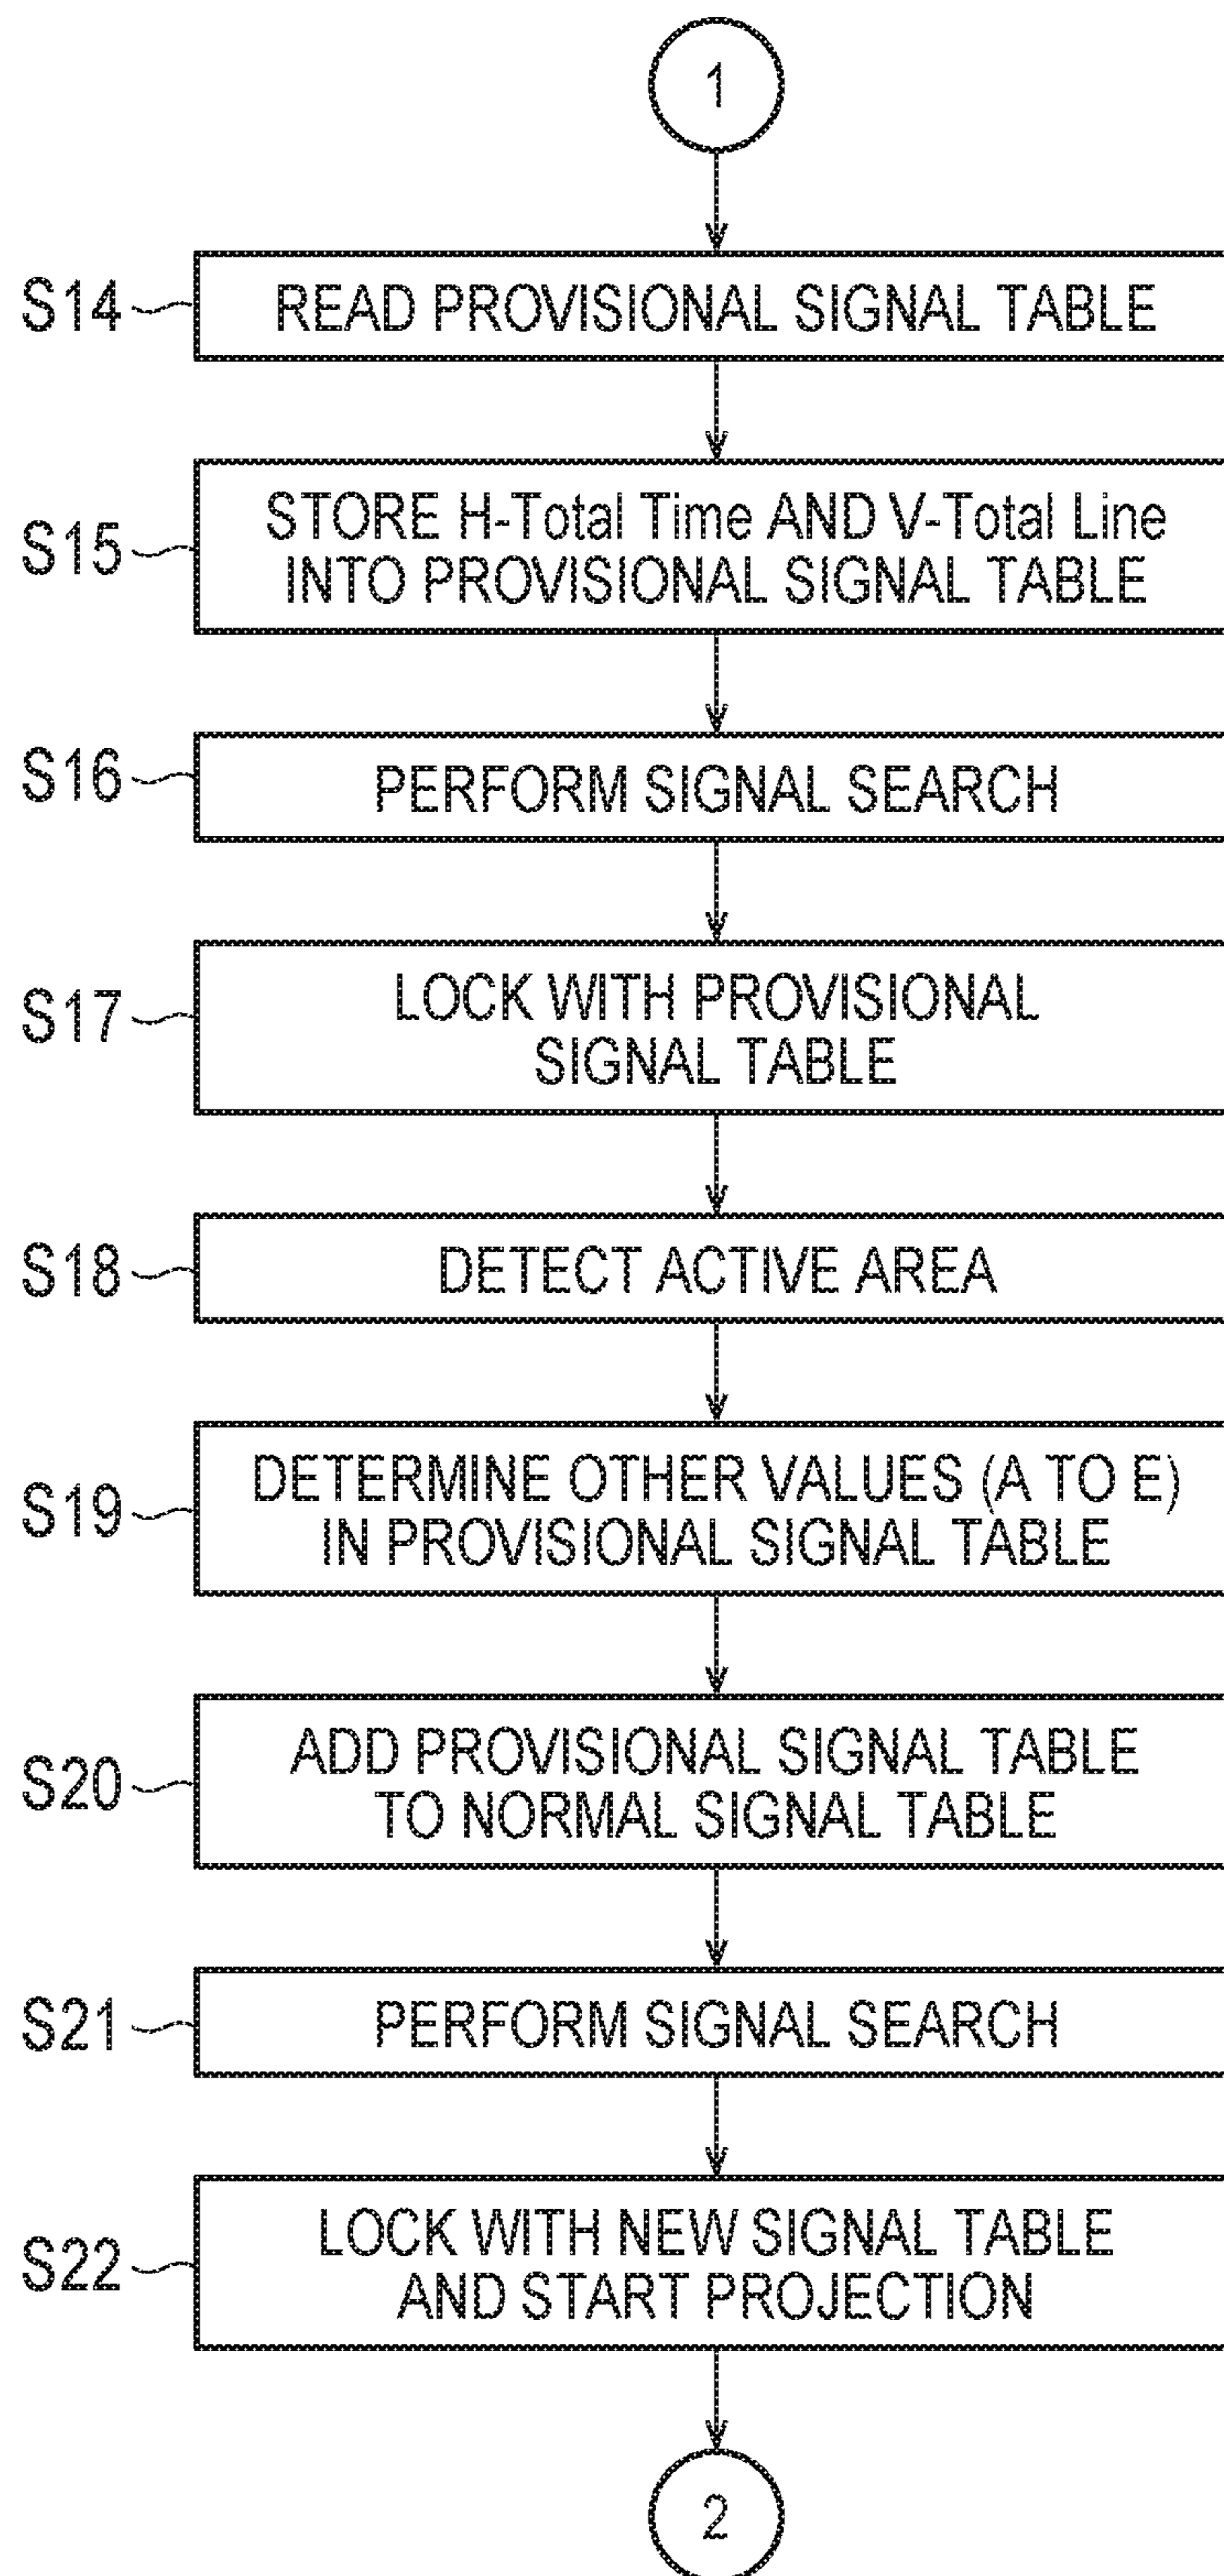 1
S14
READ PROVISIONAL SIGNAL TABLE
S15
STORE H-Total Time AND V-Total Line
INTO PROVISIONAL SIGNAL TABLE
S16
PERFORM SIGNAL SEARCH
S17
LOCK WITH PROVISIONAL
SIGNAL TABLE
S18
DETECT ACTIVE AREA
S19
DETERMINE OTHER VALUES (A TO E)
IN PROVISIONAL SIGNAL TABLE
S20
ADD PROVISIONAL SIGNAL TABLE
TO NORMAL SIGNAL TABLE
S21
PERFORM SIGNAL SEARCH
S22
LOCK WITH NEW SIGNAL TABLE
AND START PROJECTION
2